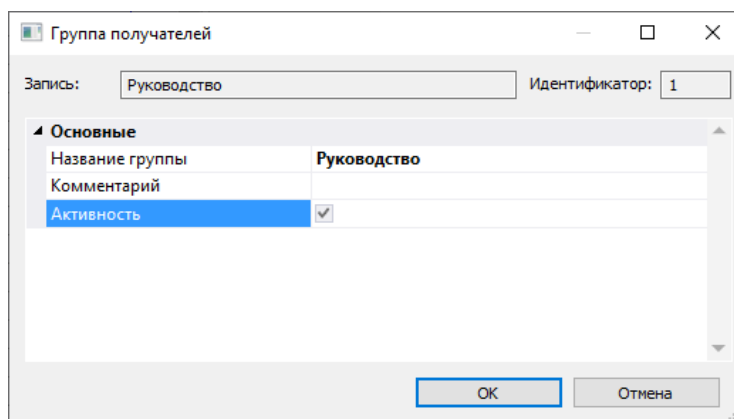 Группа получателей
Запись: Руководство Идентификатор: 1
Основные
Название группы Руководство
Комментарий
Активность
OK Отмена